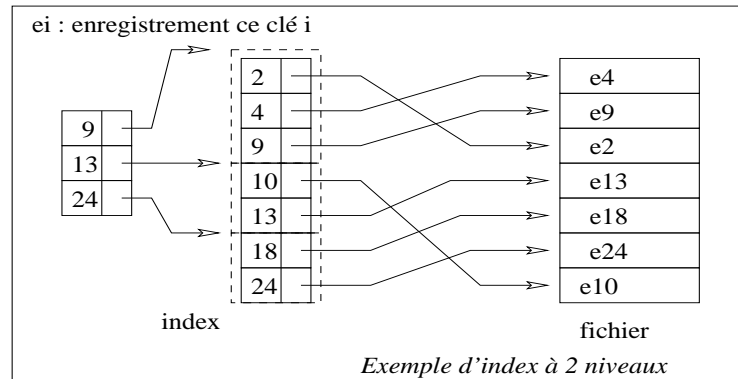 ei : enregistrement ce clé i
9
13
24
2
4
9
10
13
18
24
index
e4
e9
e2
e13
e18
e24
e10
fichier
Exemple d'index à 2 niveaux